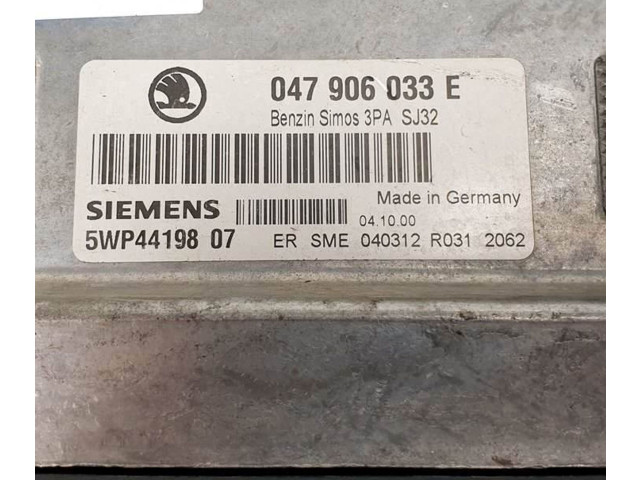 047 906 033 E
Benzin Simos 3PA SJ32
Made in Germany
SIEMENS
04.10.00
5WP44198 07 ER SME 040312 R031 2062